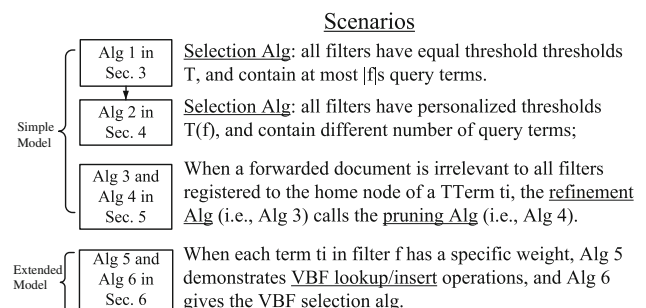 Scenarios
Alg 1 in
Sec. 3
Selection Alg: all filters have equal threshold thresholds
T, and contain at most |f|s query terms.
Alg 2 in
Sec. 4
Selection Alg: all filters have personalized thresholds
T(f), and contain different number of query terms;
Simple
Model
Alg 3 and
Alg 4 in
Sec. 5
When a forwarded document is irrelevant to all filters
registered to the home node of a TTerm ti, the refinement
Alg (i.e., Alg 3) calls the pruning Alg (i.e., Alg 4).
Extended
Model
Alg 5 and
Alg 6 in
Sec. 6
When each term ti in filter f has a specific weight, Alg 5
demonstrates VBF lookup/insert operations, and Alg 6
gives the VBF selection alg.